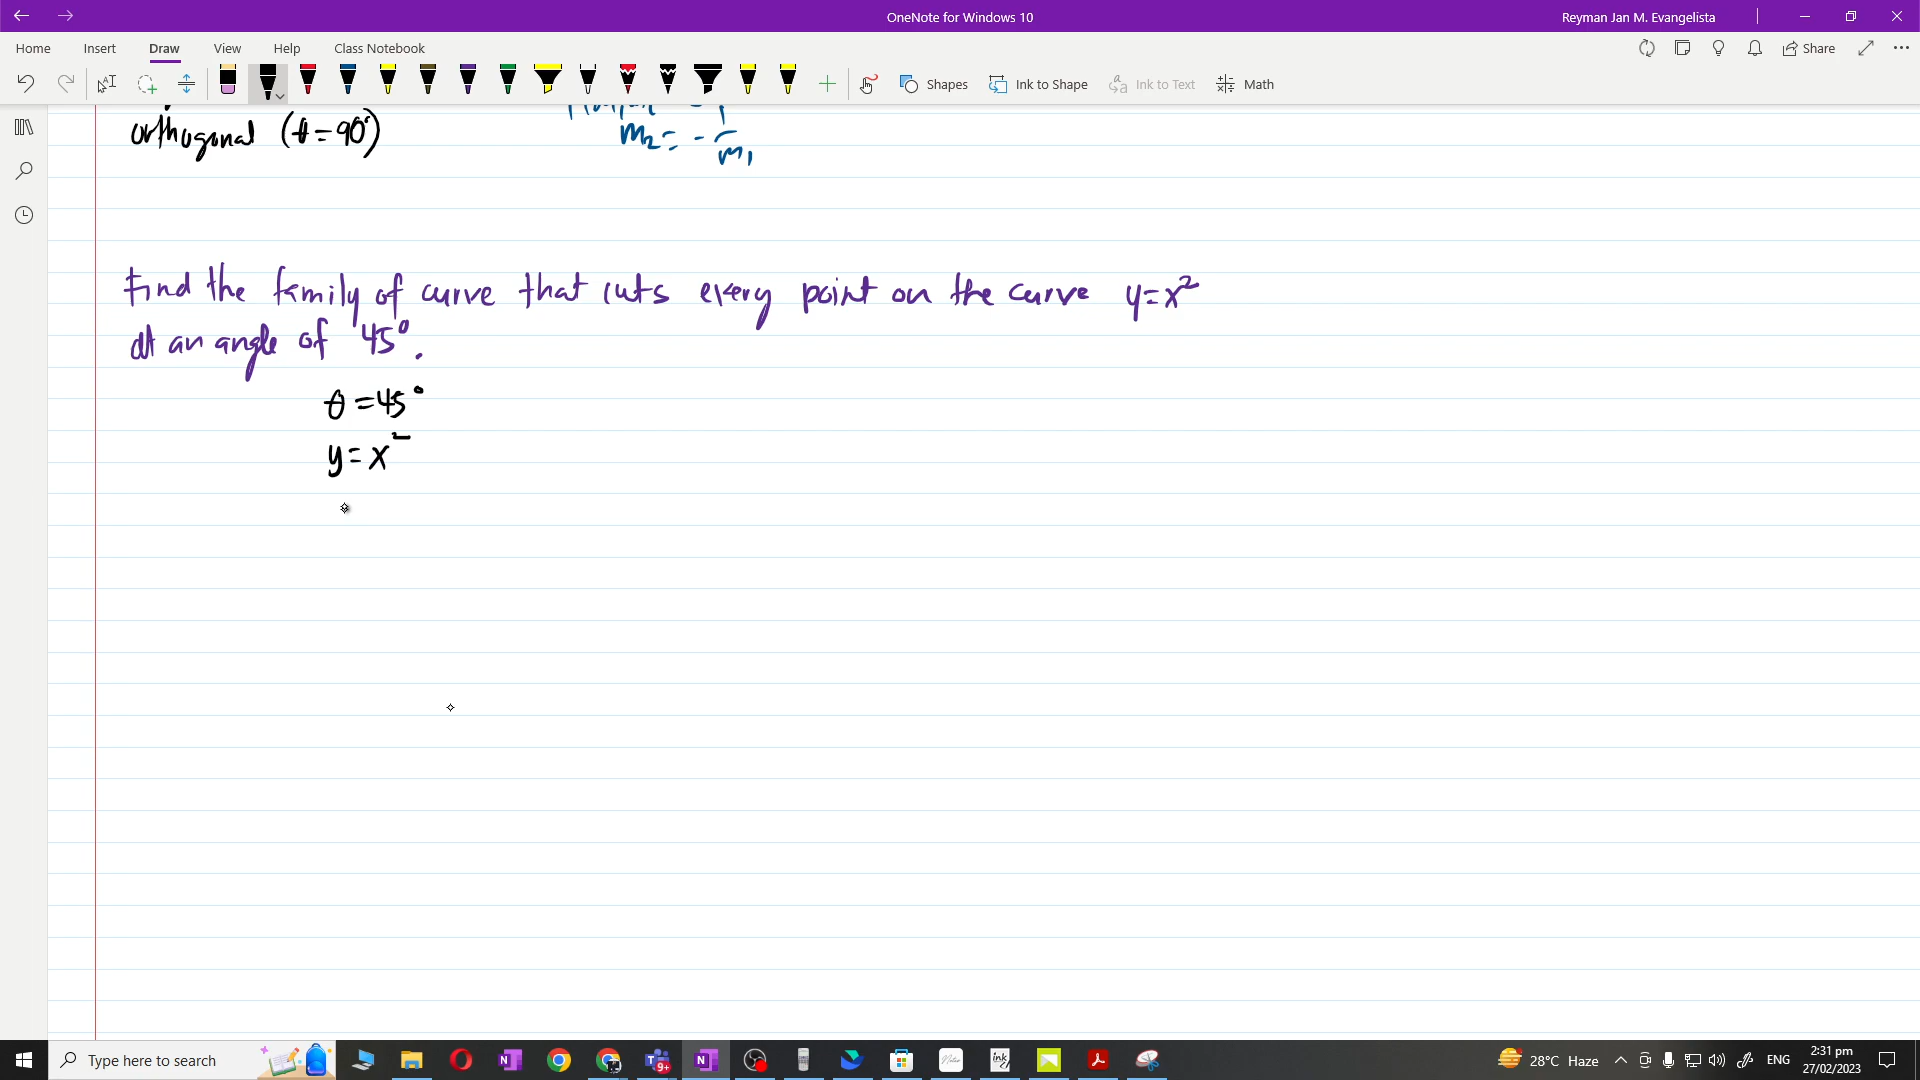 OneNote for Windows 10
Reyman Jan M. Evangelista
Home Insert Draw View Help Class Notebook
Share
Shapes Ink to Shape Ink to Text Math
orthogonal (θ=90°)
m₂ = - 1/m₁
Find the family of curve that cuts every point on the curve y=x²
at an angle of 45°.
θ=45°
y=x²
Type here to search
9+
28°C Haze
ENG
2:31 pm
27/02/2023